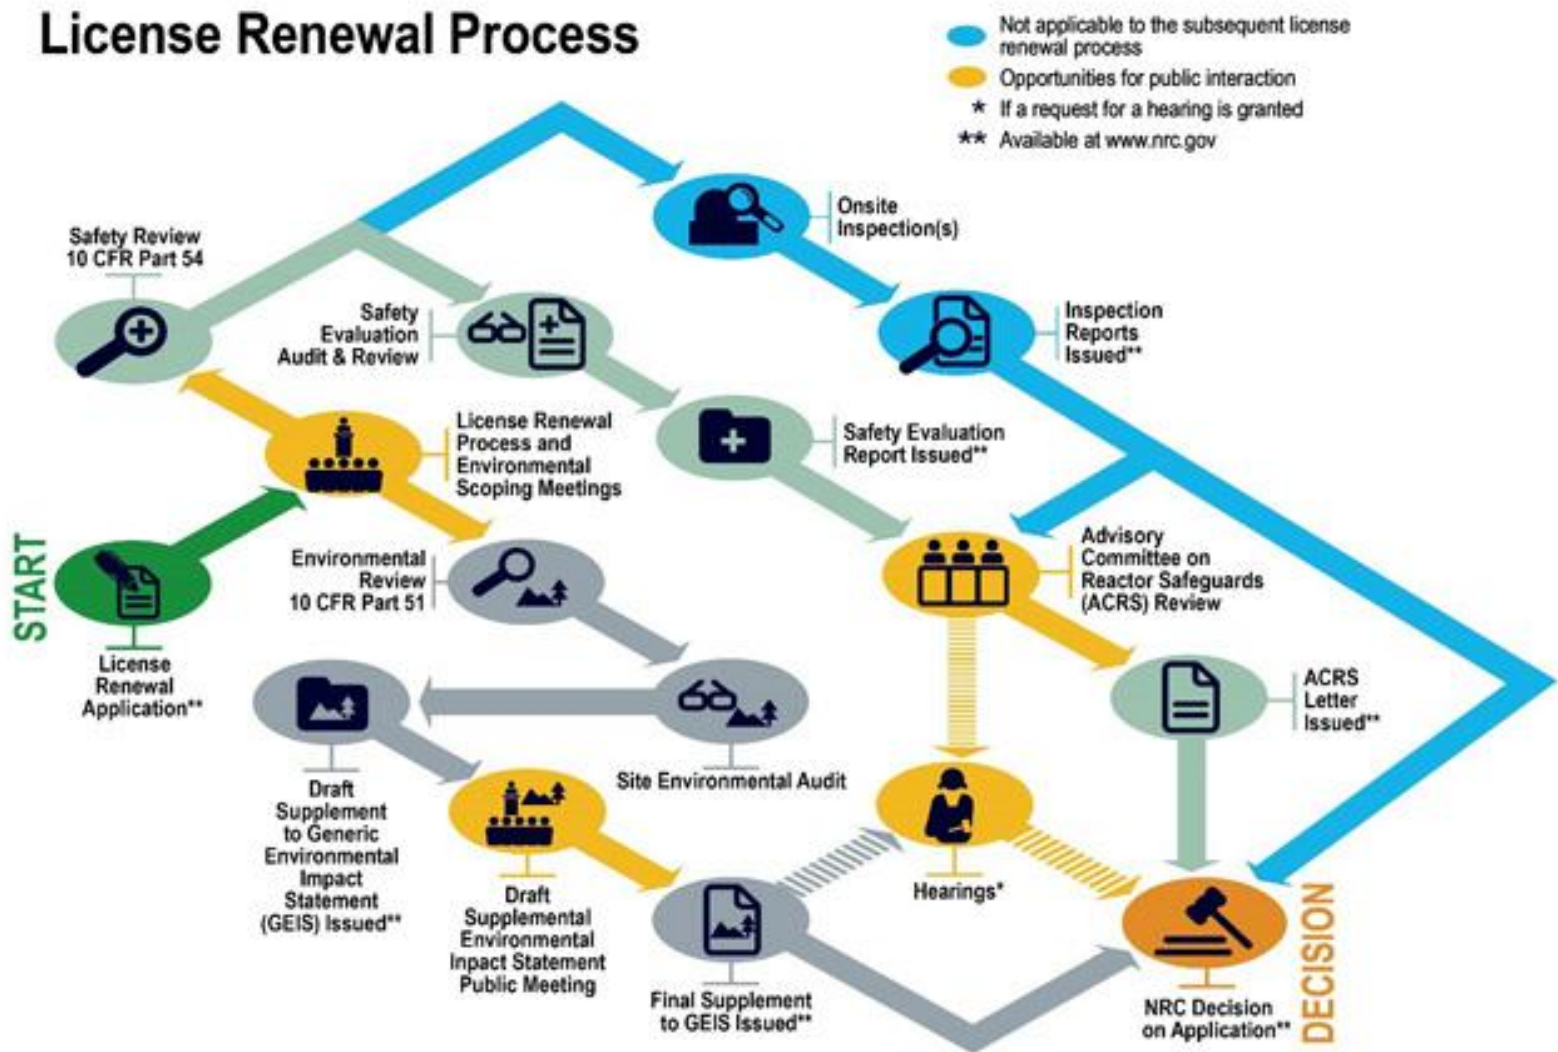 License Renewal Process
Not applicable to the subsequent license
renewal process
Opportunities for public interaction
* If a request for a hearing is granted
** Available at www.nrc.gov
Onsite
Inspection(s)
Safety Review
10 CFR Part 54
Safety
Evaluation
Audit & Review
Inspection
Reports
Issued**
License Renewal
Process and
Environmental
Scoping Meetings
Safety Evaluation
Report Issued**
START
License
Renewal
Application**
Environmental
Review
10 CFR Part 51
Advisory
Committee on
Reactor Safeguards
(ACRS) Review
ACRS
Letter
Issued**
Site Environmental Audit
Draft
Supplement
to Generic
Environmental
Impact
Statement
(GEIS) Issued**
Draft
Supplemental
Environmental
Inpact Statement
Public Meeting
Hearings*
Final Supplement
to GEIS Issued**
NRC Decision
on Application**
DECISION